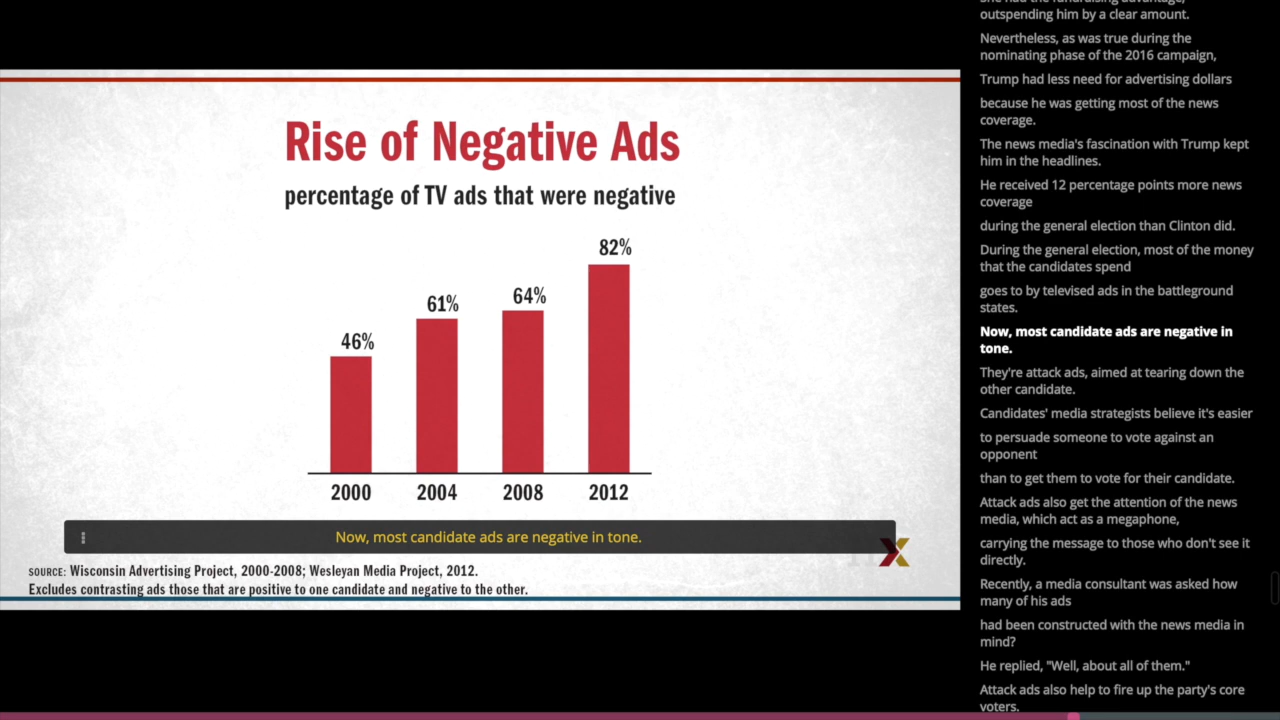 Rise of Negative Ads
percentage of TV ads that were negative
82%
64%
61%
46%
2000 2004 2008 2012
Now, most candidate ads are negative in tone.
SOURCE: Wisconsin Advertising Project, 2000-2008; Wesleyan Media Project, 2012.
Excludes contrasting ads those that are positive to one candidate and negative to the other.
outspending him by a clear amount.
Nevertheless, as was true during the
nominating phase of the 2016 campaign,
Trump had less need for advertising dollars
because he was getting most of the news
coverage.
The news media's fascination with Trump kept
him in the headlines.
He received 12 percentage points more news
coverage
during the general election than Clinton did.
During the general election, most of the money
that the candidates spend
goes to by televised ads in the battleground
states.
Now, most candidate ads are negative in
tone.
They're attack ads, aimed at tearing down the
other candidate.
Candidates' media strategists believe it's easier
to persuade someone to vote against an
opponent
than to get them to vote for their candidate.
Attack ads also get the attention of the news
media, which act as a megaphone,
carrying the message to those who don't see it
directly.
Recently, a media consultant was asked how
many of his ads
had been constructed with the news media in
mind?
He replied, "Well, about all of them."
Attack ads also help to fire up the party's core
voters.